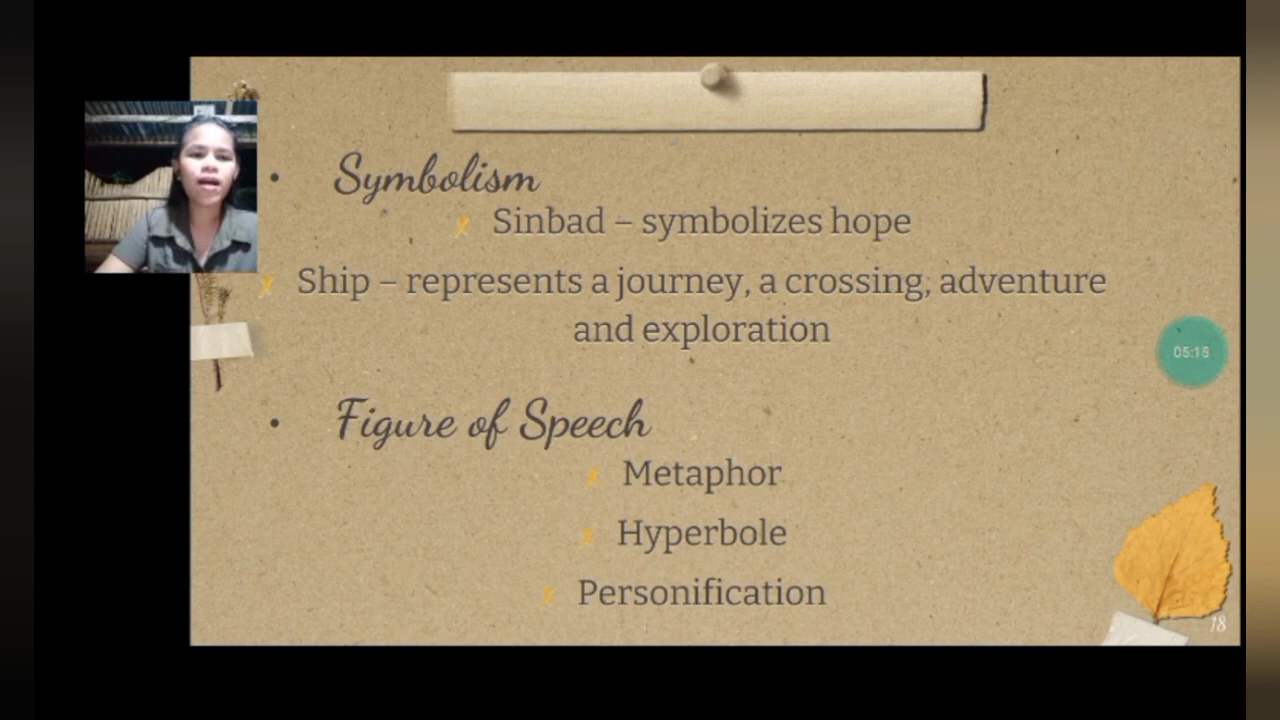 • Symbolism
x Sinbad – symbolizes hope
x Ship – represents a journey, a crossing, adventure
and exploration
05:15
• Figure of Speech
x Metaphor
x Hyperbole
x Personification
18